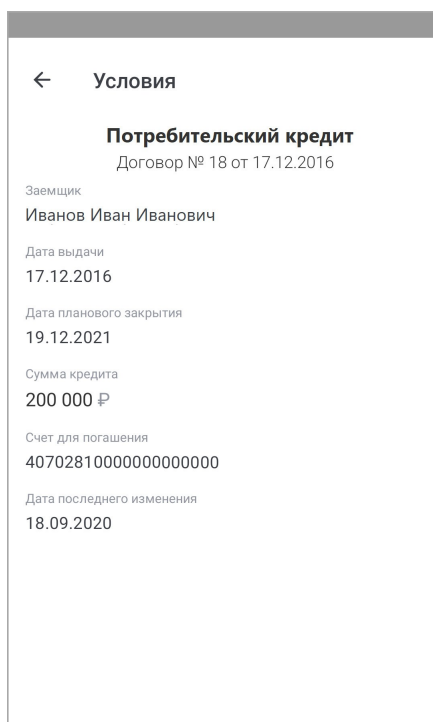 Условия
Потребительский кредит
Договор № 18 от 17.12.2016
Заемщик
Иванов Иван Иванович
Дата выдачи
17.12.2016
Дата планового закрытия
19.12.2021
Сумма кредита
200 000 ₽
Счет для погашения
40702810000000000000
Дата последнего изменения
18.09.2020